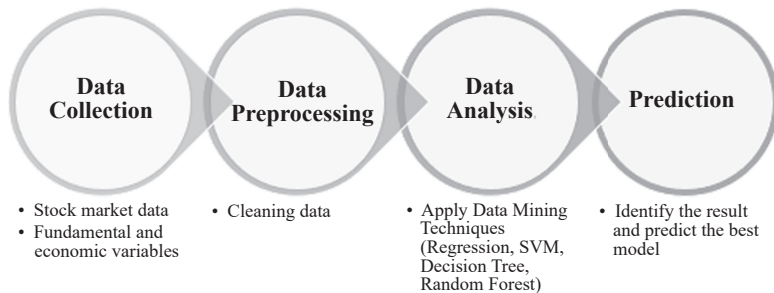 Data
Collection
Data
Preprocessing
Data
Analysis
Prediction
• Stock market data
• Fundamental and
economic variables
• Cleaning data
• Apply Data Mining
Techniques
(Regression, SVM,
Decision Tree,
Random Forest)
• Identify the result
and predict the best
model